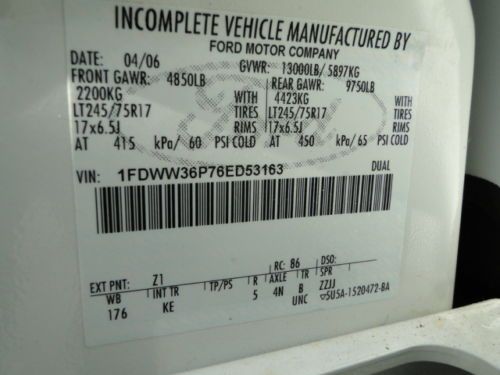 INCOMPLETE VEHICLE MANUFACTURED BY
FORD MOTOR COMPANY
DATE: 04/06 GVWR: 13000LB/ 5897KG
FRONT GAWR: 4850LB REAR GAWR: 9750LB
2200KG WITH 4423KG WITH
LT245/75R17 TIRES LT245/75R17 TIRES
17x6.5J RIMS 17x6.5J RIMS
AT 415 kPa/ 60 PSI COLD AT 450 kPa/ 65 PSI COLD
VIN: 1FDWW36P76ED53163 DUAL
EXT PNT: Z1 RC: 86 DSO:
WB INT TR TP/PS R AXLE TR SPR
176 KE 5 4N B ZZJJ
UNC ▽5U5A-1520472-BA